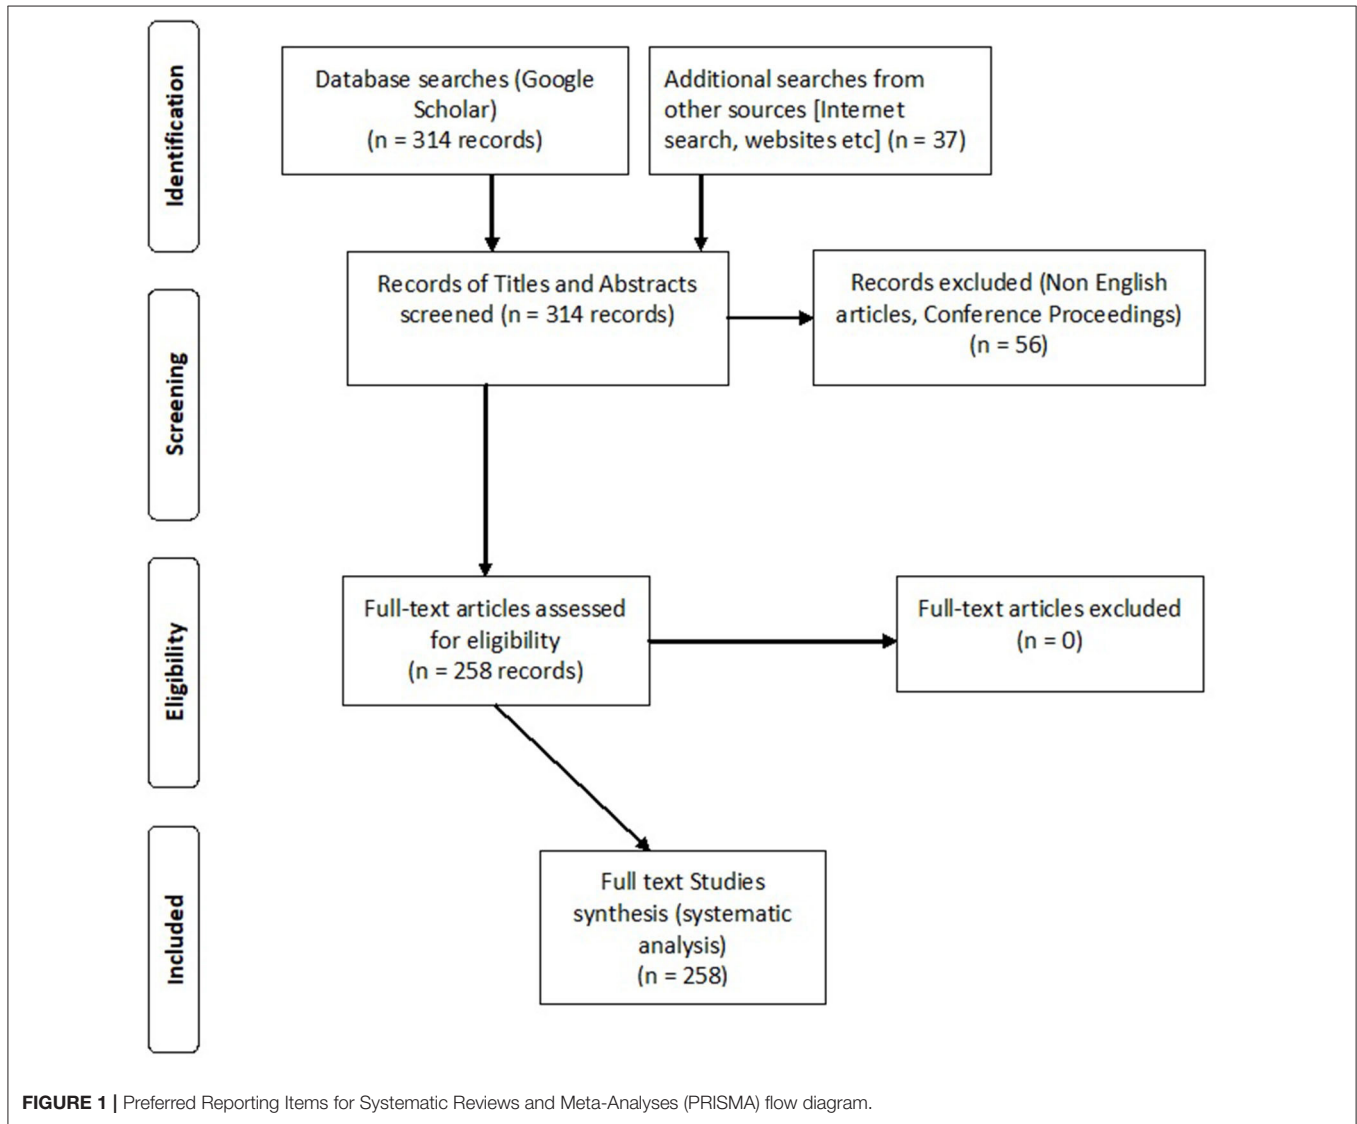 Identification
Database searches (Google
Scholar)
(n = 314 records)
Additional searches from
other sources [Internet
search, websites etc] (n = 37)
Screening
Records of Titles and Abstracts
screened (n = 314 records)
Records excluded (Non English
articles, Conference Proceedings)
(n = 56)
Eligibility
Full-text articles assessed
for eligibility
(n = 258 records)
Full-text articles excluded
(n = 0)
Included
Full text Studies
synthesis (systematic
analysis)
(n = 258)
FIGURE 1 | Preferred Reporting Items for Systematic Reviews and Meta-Analyses (PRISMA) flow diagram.